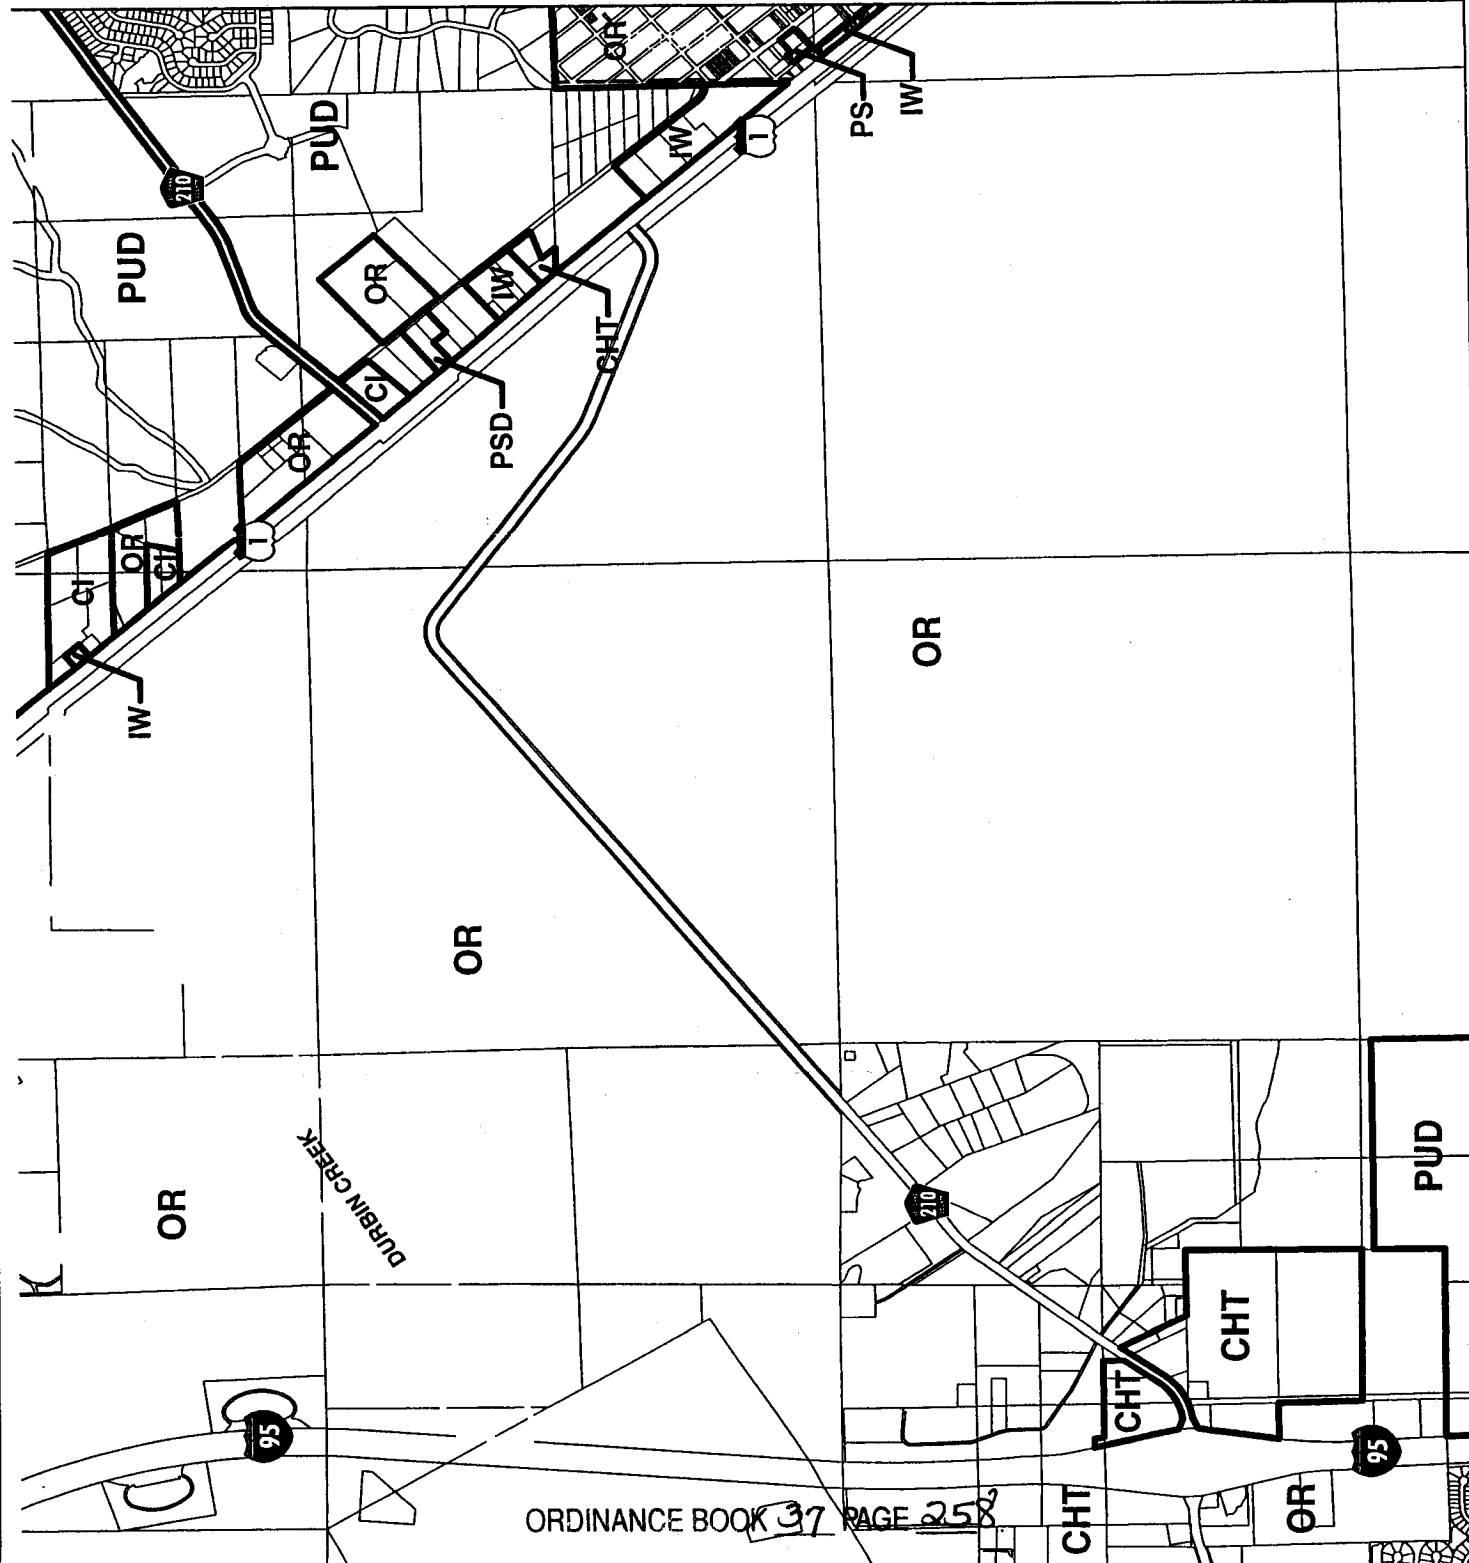 OR
PUD
210
PUD
PS
IW
IW
1
OR
IW
CHT
CI
PSD
OR
1
OR
CI
CI
IW
OR
OR
OR
DURBIN CREEK
210
PUD
CHT
CHT
95
95
CHT
OR
ORDINANCE BOOK 37 PAGE 258